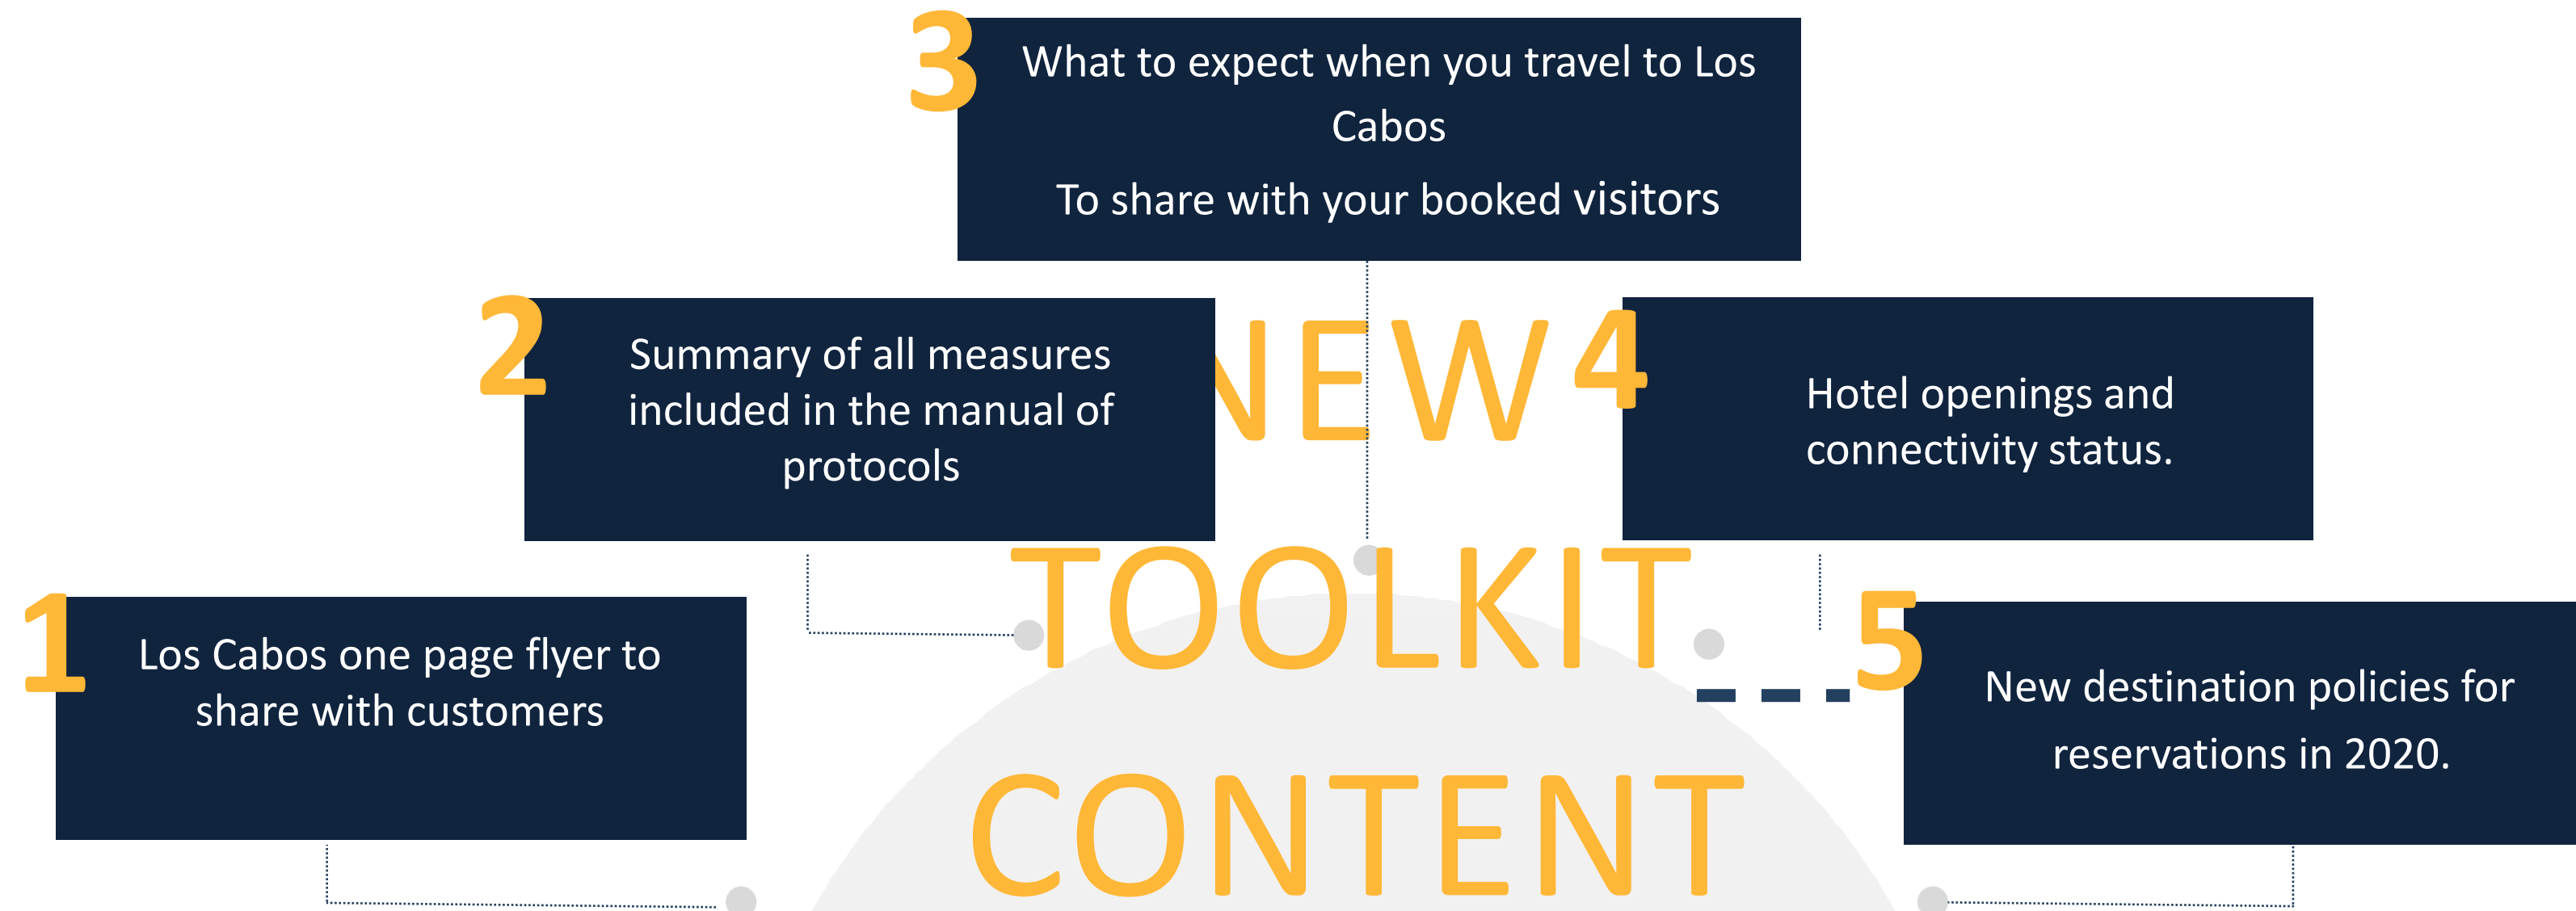 3
What to expect when you travel to Los
Cabos
To share with your booked visitors
2
Summary of all measures
included in the manual of
protocols
NEW
4
Hotel openings and
connectivity status.
TOOLKIT
1
Los Cabos one page flyer to
share with customers
5
New destination policies for
reservations in 2020.
CONTENT